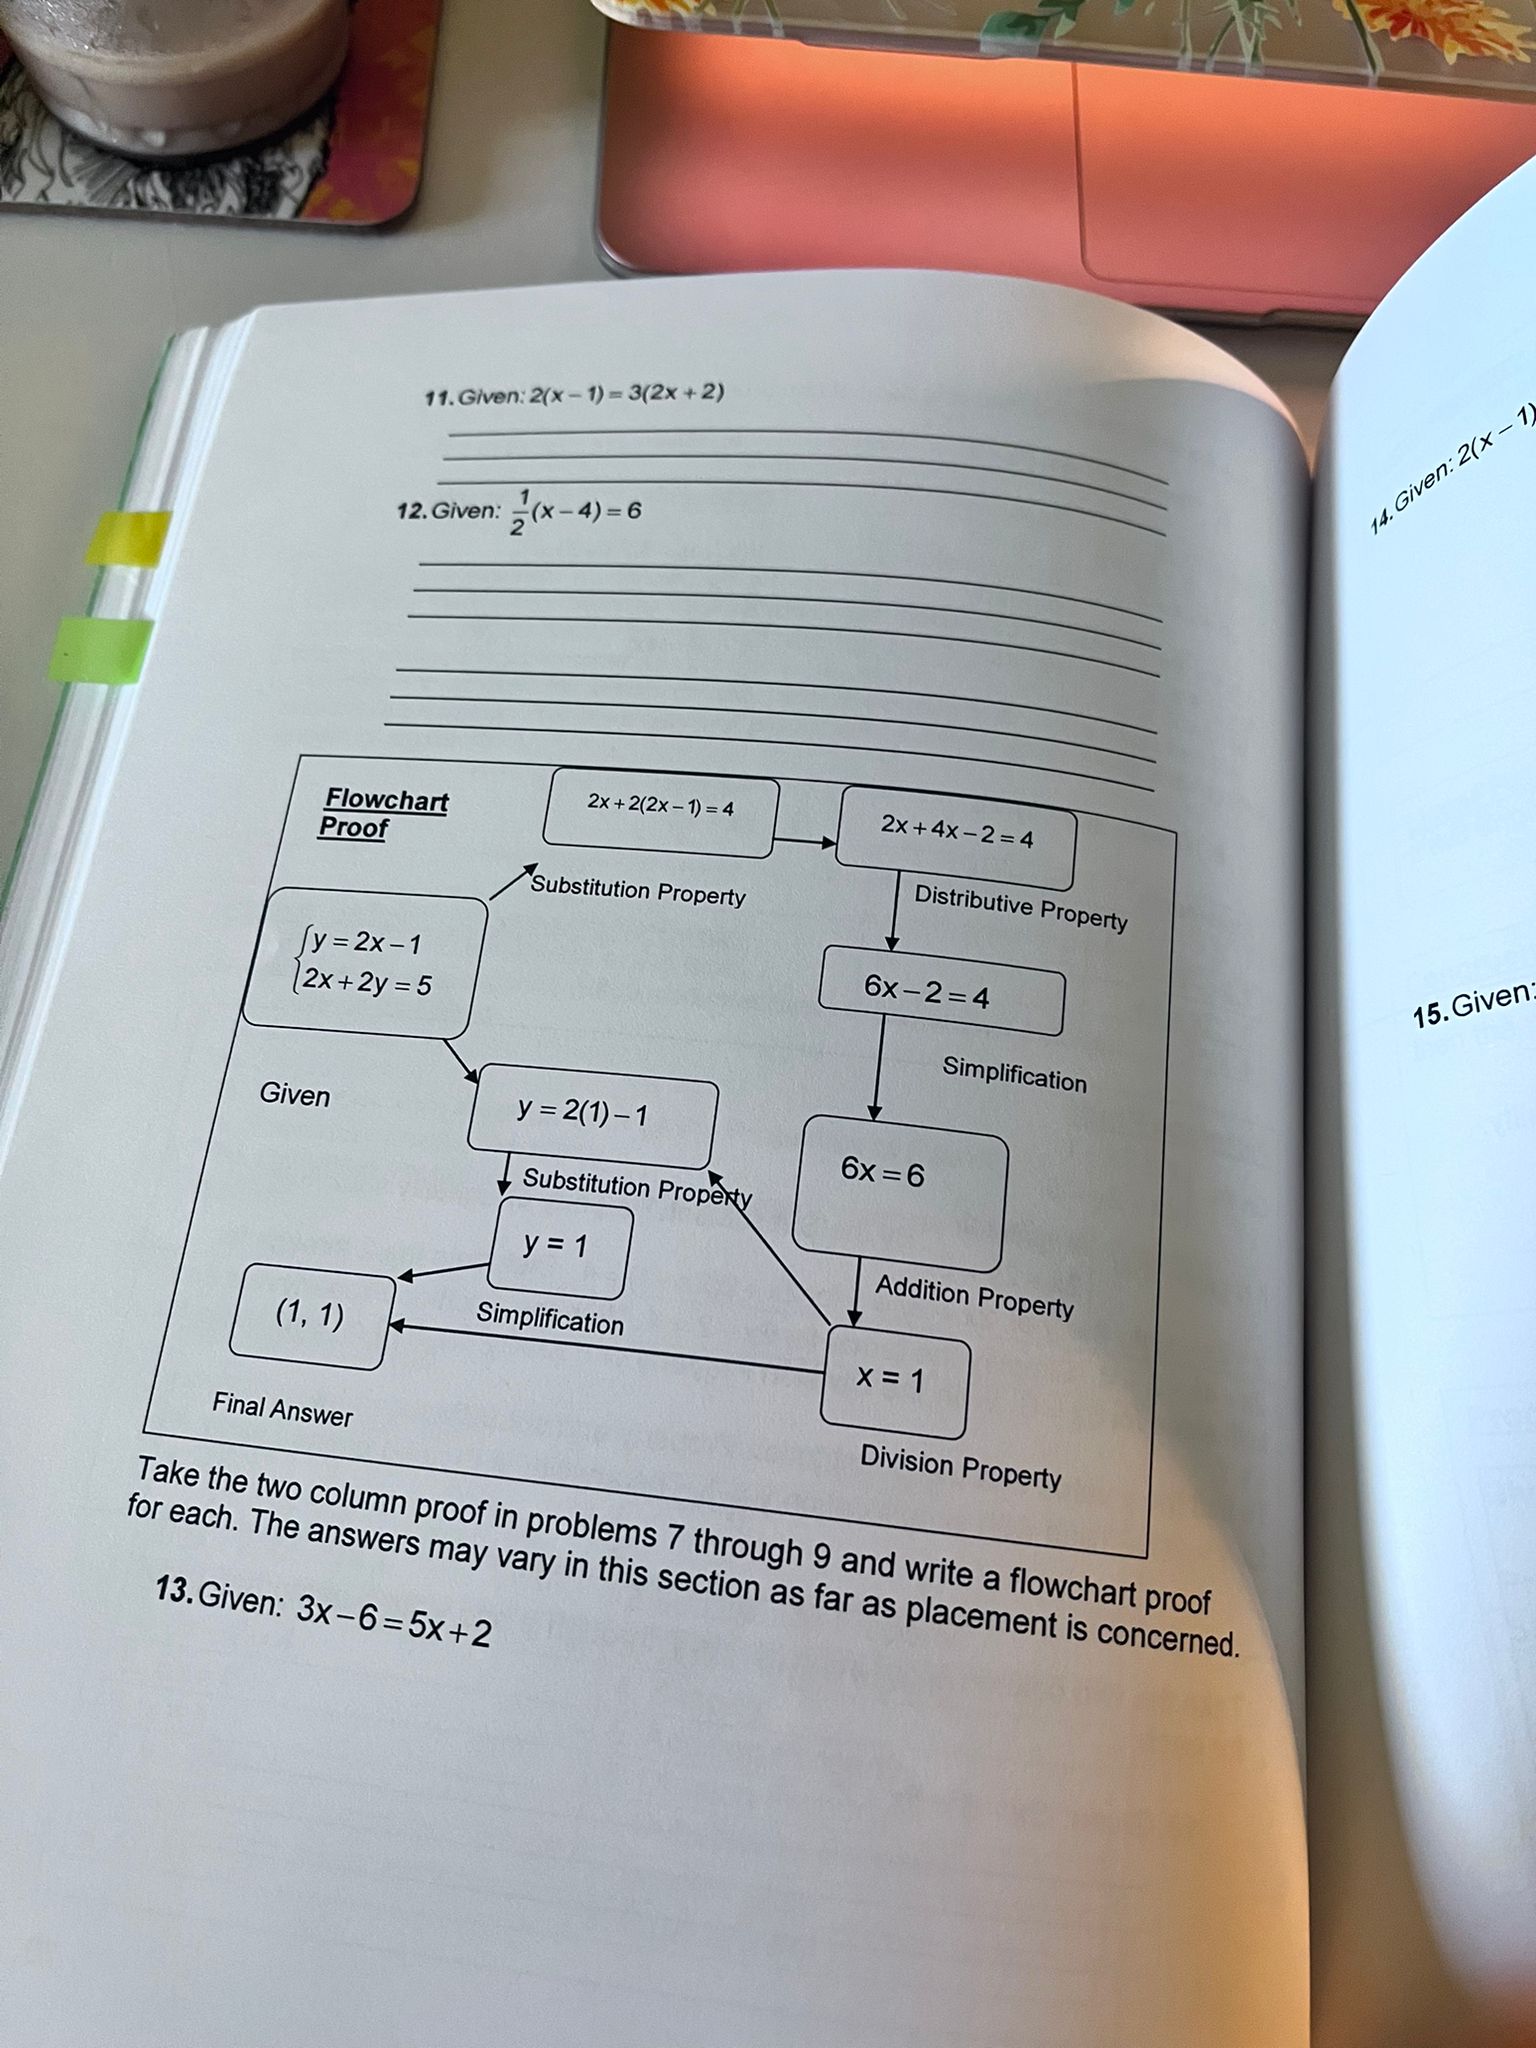 11. Given: 2(x – 1) = 3(2x + 2)
12. Given: 1/2(x – 4) = 6
Flowchart
Proof
2x + 2(2x – 1) = 4
Substitution Property
2x + 4x – 2 = 4
Distributive Property
{y = 2x – 1
2x + 2y = 5
Given
6x – 2 = 4
Simplification
y = 2(1) – 1
Substitution Property
6x = 6
Addition Property
y = 1
Simplification
(1, 1)
Final Answer
x = 1
Division Property
Take the two column proof in problems 7 through 9 and write a flowchart proof
for each. The answers may vary in this section as far as placement is concerned.
13. Given: 3x – 6 = 5x + 2
14. Given: 2(x – 1)
15. Given: